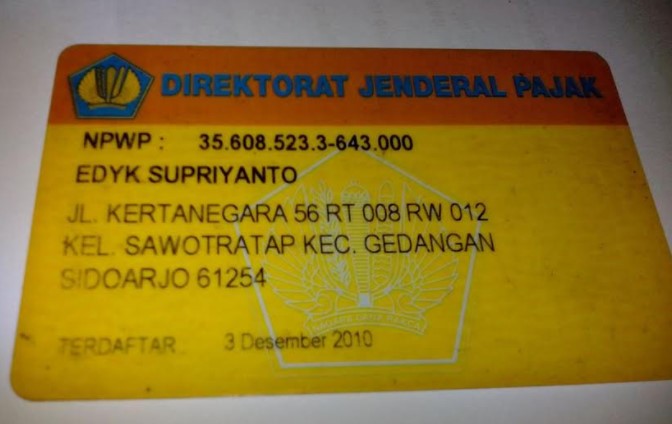 DIREKTORAT JENDERAL PAJAK
NPWP : 35.608.523.3-643.000
EDYK SUPRIYANTO
JL. KERTANEGARA 56 RT 008 RW 012
KEL. SAWOTRATAP KEC. GEDANGAN
SIDOARJO 61254
TERDAFTAR 3 Desember 2010